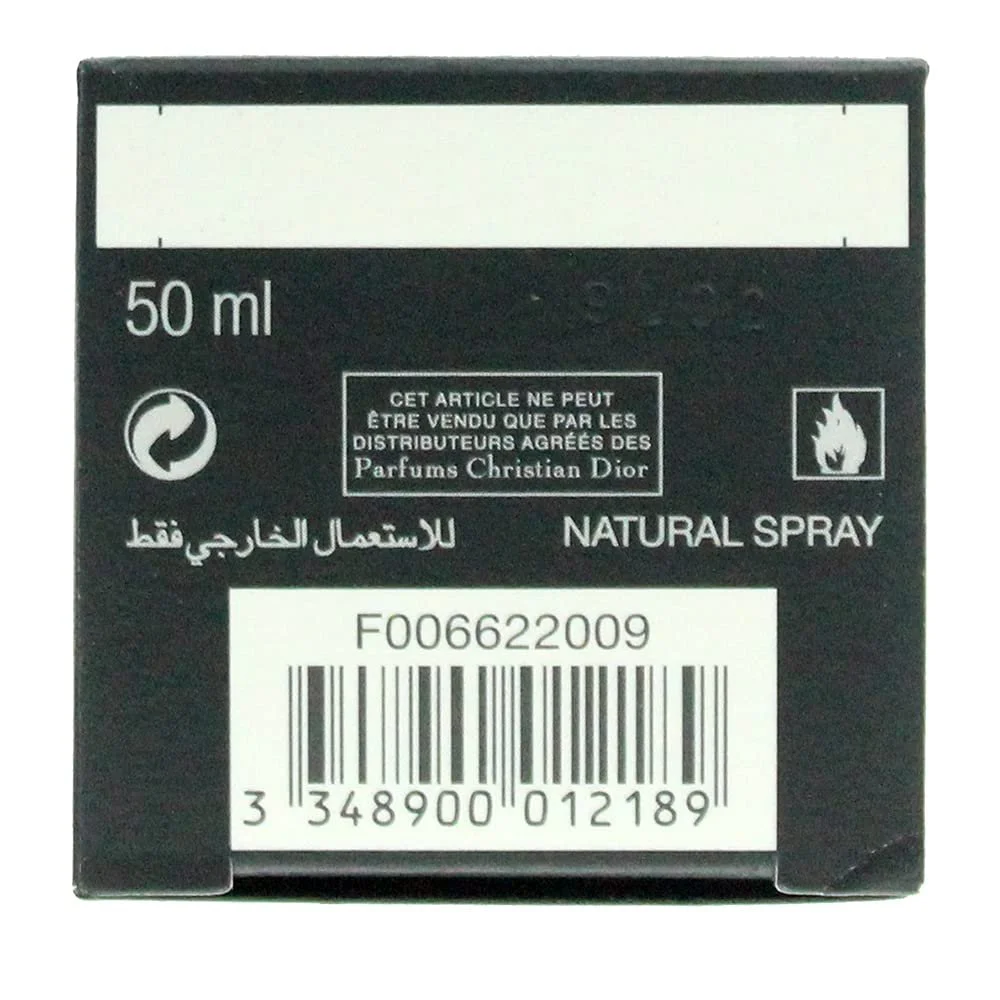 50 ml
CET ARTICLE NE PEUT
ÊTRE VENDU QUE PAR LES
DISTRIBUTEURS AGRÉÉS DES
Parfums Christian Dior
للاستعمال الخارجي فقط
NATURAL SPRAY
F006622009
3 348900 012189